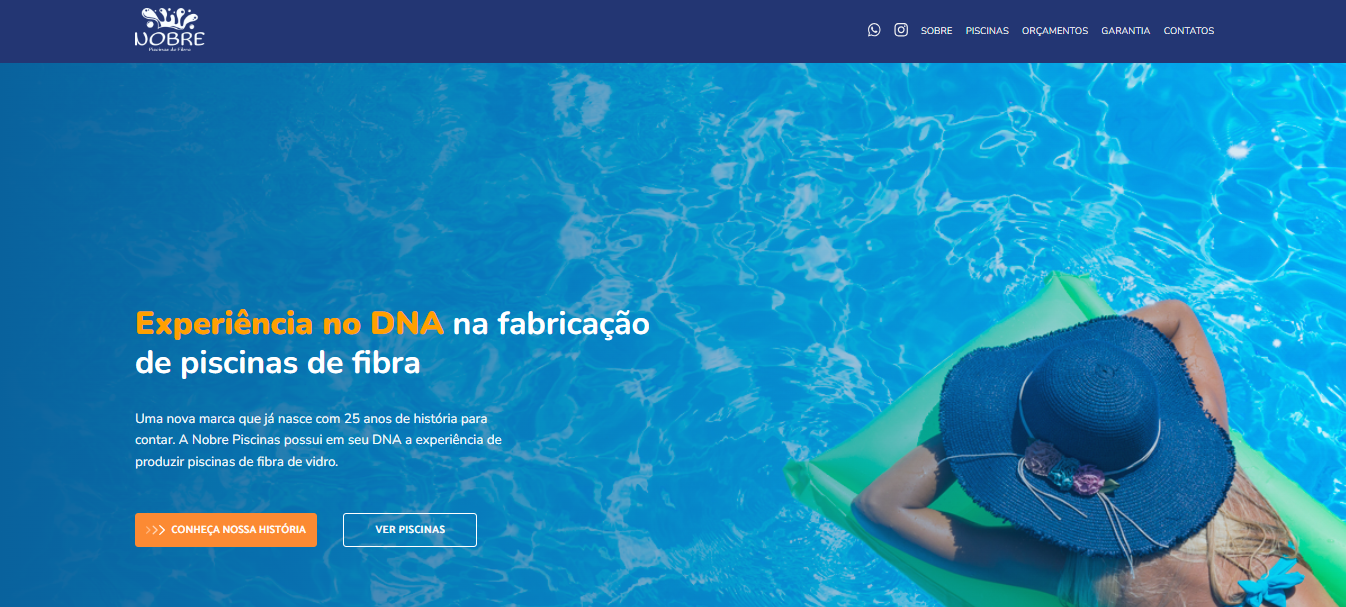 NOBRE
Piscinas de Fibra
SOBRE PISCINAS ORÇAMENTOS GARANTIA CONTATOS
Experiência no DNA na fabricação
de piscinas de fibra
Uma nova marca que já nasce com 25 anos de história para
contar. A Nobre Piscinas possui em seu DNA a experiência de
produzir piscinas de fibra de vidro.
CONHEÇA NOSSA HISTÓRIA VER PISCINAS